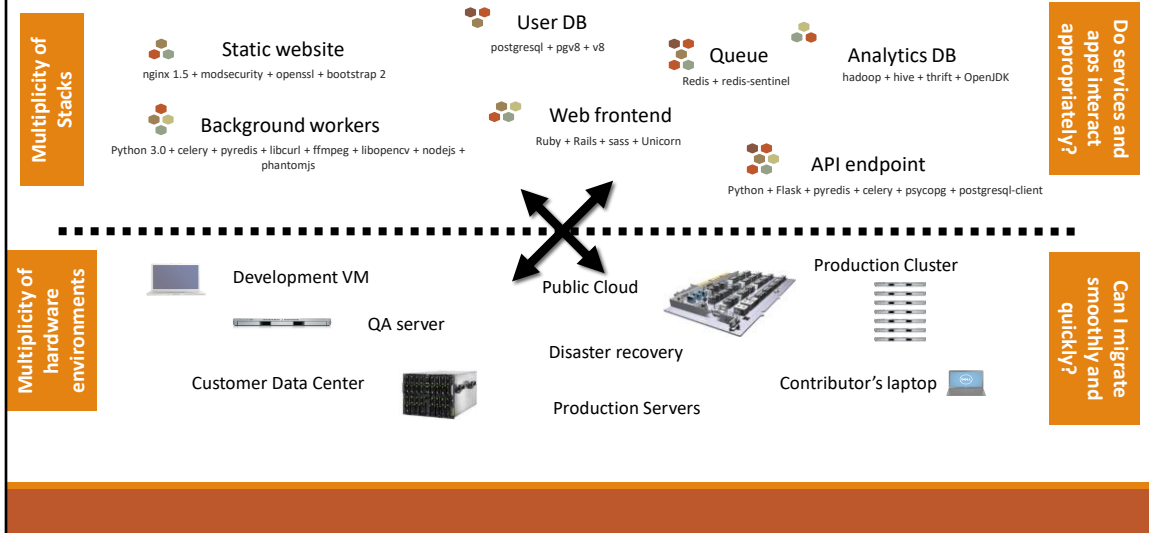 Multiplicity of
Stacks
Static website
nginx 1.5 + modsecurity + openssl + bootstrap 2
Background workers
Python 3.0 + celery + pyredis + libcurl + ffmpeg + libopencv + nodejs +
phantomjs
User DB
postgresql + pgv8 + v8
Web frontend
Ruby + Rails + sass + Unicorn
Queue
Redis + redis-sentinel
Analytics DB
hadoop + hive + thrift + OpenJDK
API endpoint
Python + Flask + pyredis + celery + psycopg + postgresql-client
Do services and
apps interact
appropriately?
Multiplicity of
hardware
environments
Development VM
QA server
Customer Data Center
Public Cloud
Disaster recovery
Production Servers
Production Cluster
Contributor’s laptop
DELL
Can I migrate
smoothly and
quickly?